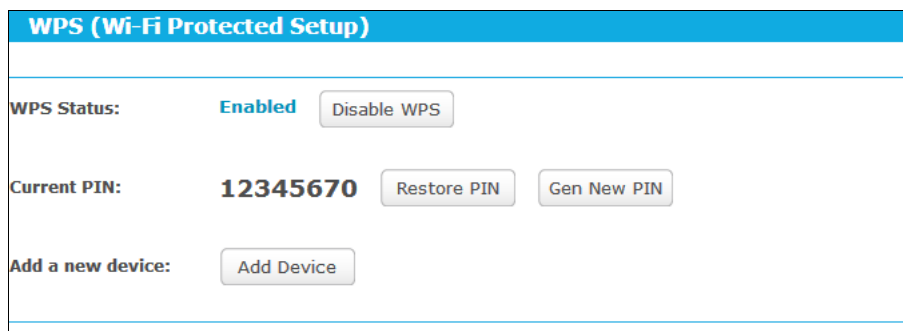 WPS (Wi-Fi Protected Setup)
WPS Status: Enabled Disable WPS
Current PIN: 12345670 Restore PIN Gen New PIN
Add a new device: Add Device